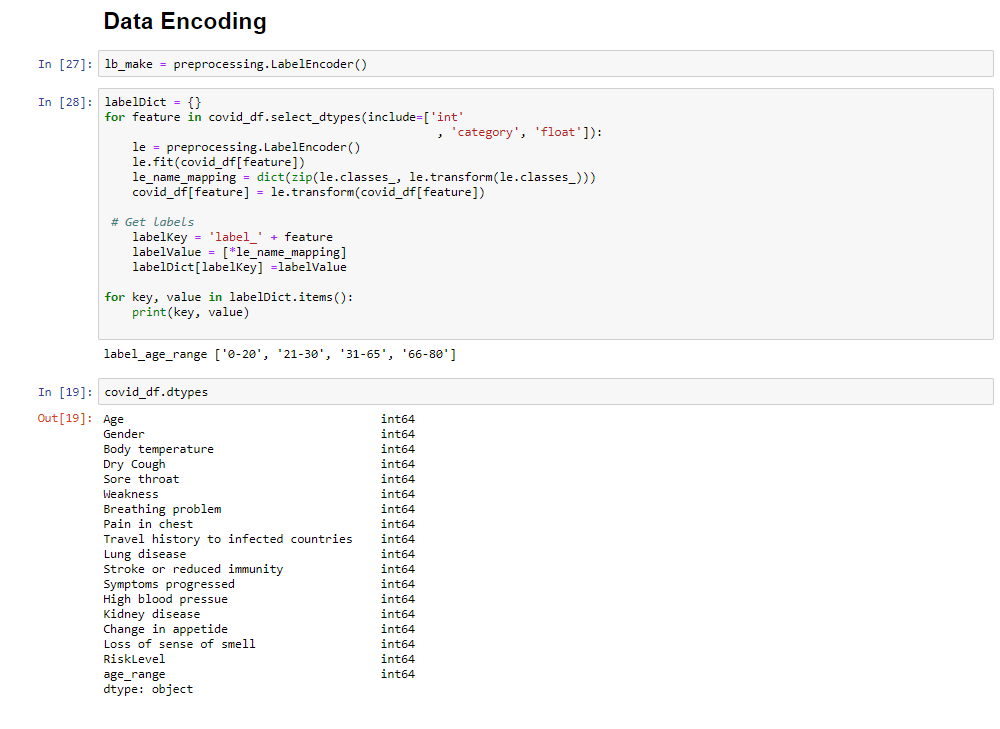 Data Encoding
In [27]: lb_make = preprocessing.LabelEncoder()
In [28]: labelDict = {}
for feature in covid_df.select_dtypes(include=['int'
, 'category', 'float']):
le = preprocessing.LabelEncoder()
le.fit(covid_df[feature])
le_name_mapping = dict(zip(le.classes_, le.transform(le.classes_)))
covid_df[feature] = le.transform(covid_df[feature])
# Get labels
labelKey = 'label_' + feature
labelValue = [*le_name_mapping]
labelDict[labelKey] =labelValue
for key, value in labelDict.items():
print(key, value)
label_age_range ['0-20', '21-30', '31-65', '66-80']
In [19]: covid_df.dtypes
Out[19]: Age int64
Gender int64
Body temperature int64
Dry Cough int64
Sore throat int64
Weakness int64
Breathing problem int64
Pain in chest int64
Travel history to infected countries int64
Lung disease int64
Stroke or reduced immunity int64
Symptoms progressed int64
High blood pressue int64
Kidney disease int64
Change in appetide int64
Loss of sense of smell int64
RiskLevel int64
age_range int64
dtype: object